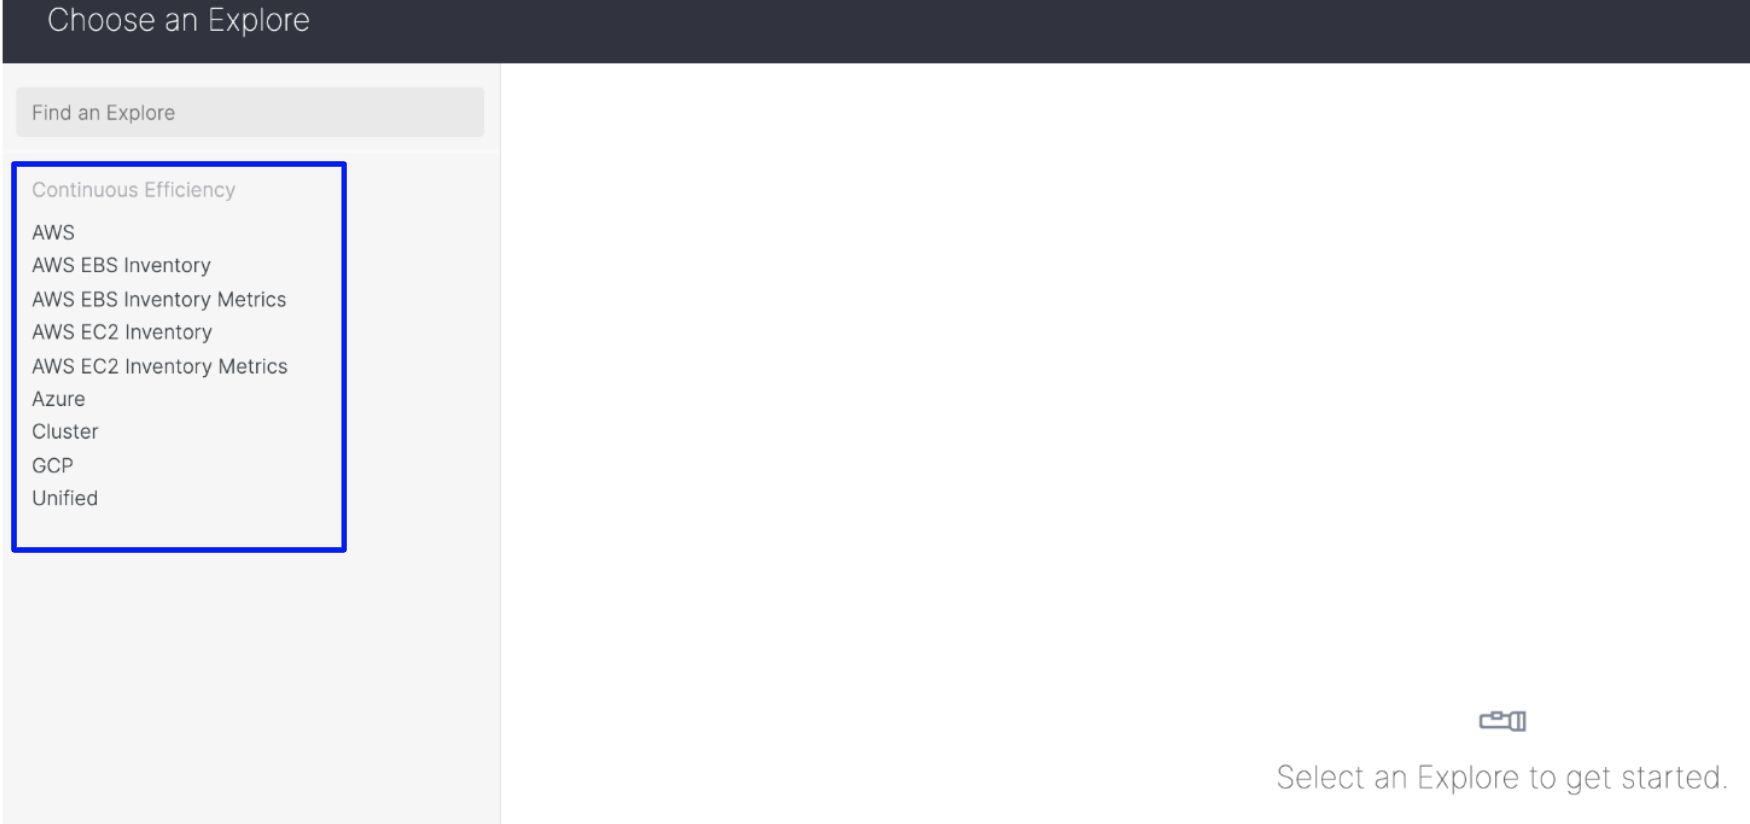 Choose an Explore
Find an Explore
Continuous Efficiency
AWS
AWS EBS Inventory
AWS EBS Inventory Metrics
AWS EC2 Inventory
AWS EC2 Inventory Metrics
Azure
Cluster
GCP
Unified
Select an Explore to get started.